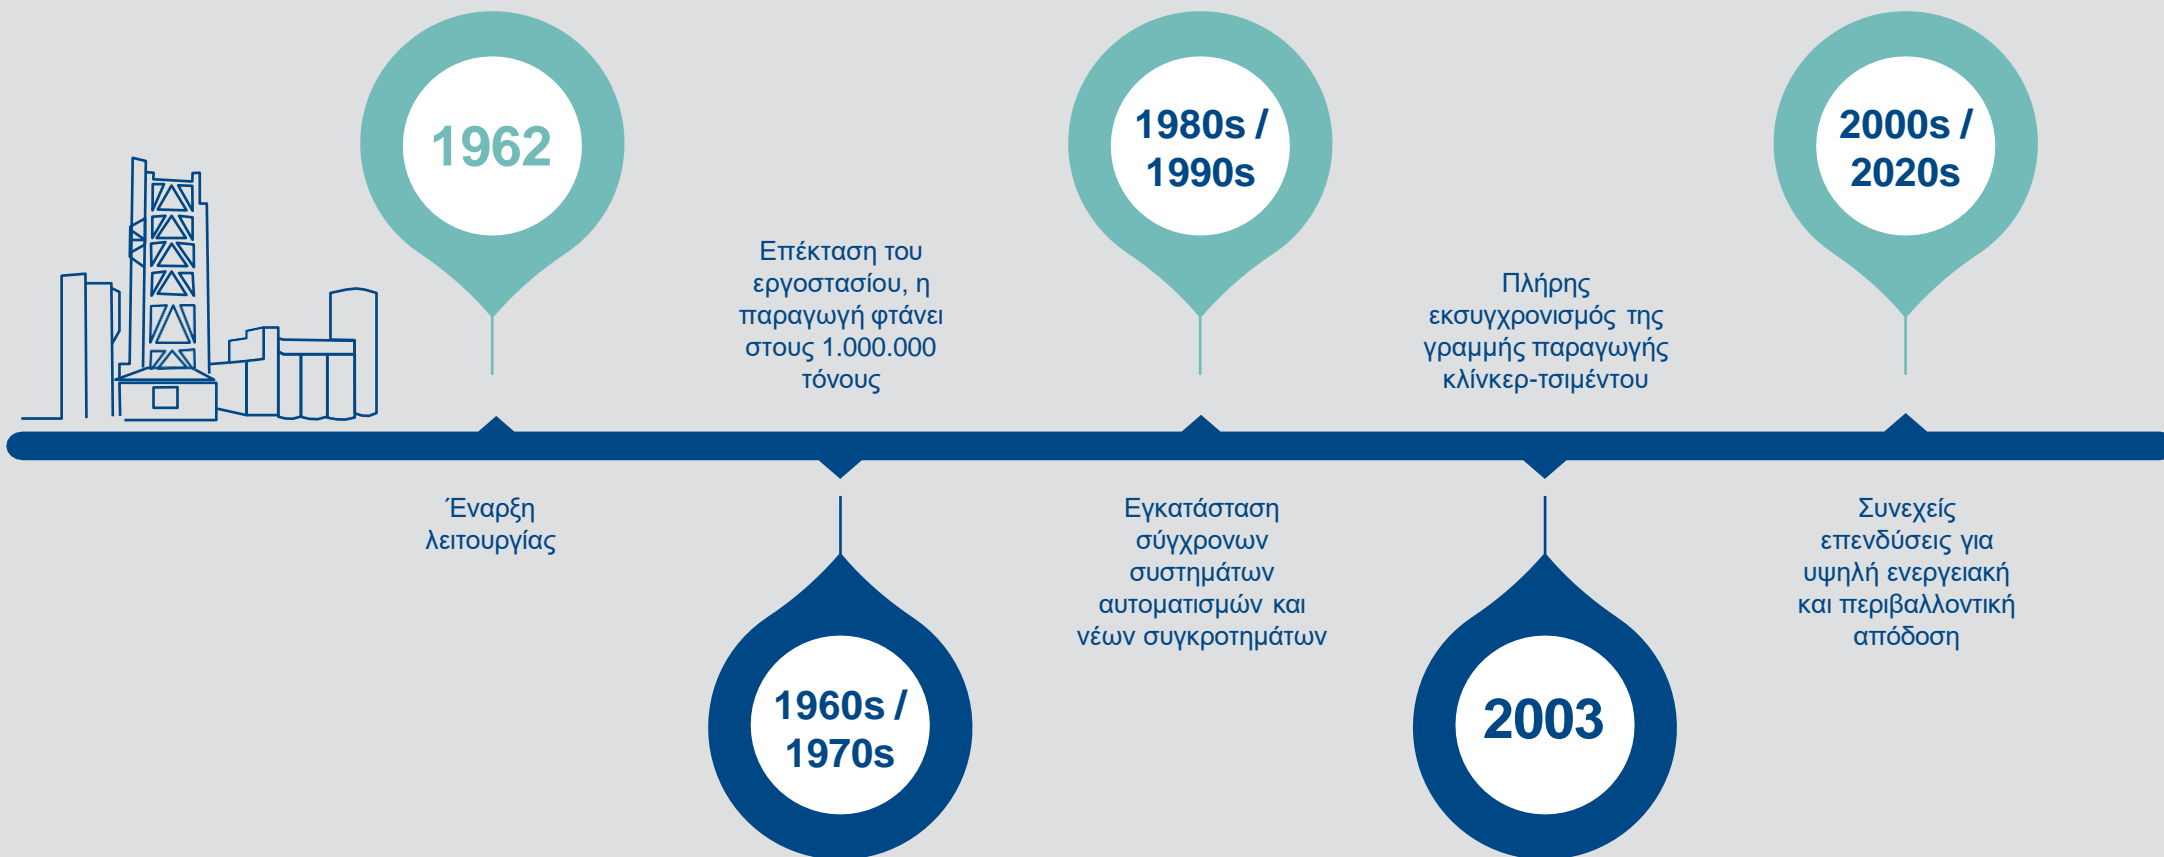 1962
Έναρξη
λειτουργίας
Επέκταση του
εργοστασίου, η
παραγωγή φτάνει
στους 1.000.000
τόνους
1960s /
1970s
1980s /
1990s
Εγκατάσταση
σύγχρονων
συστημάτων
αυτοματισμών και
νέων συγκροτημάτων
Πλήρης
εκσυγχρονισμός της
γραμμής παραγωγής
κλίνκερ-τσιμέντου
2003
2000s /
2020s
Συνεχείς
επενδύσεις για
υψηλή ενεργειακή
και περιβαλλοντική
απόδοση